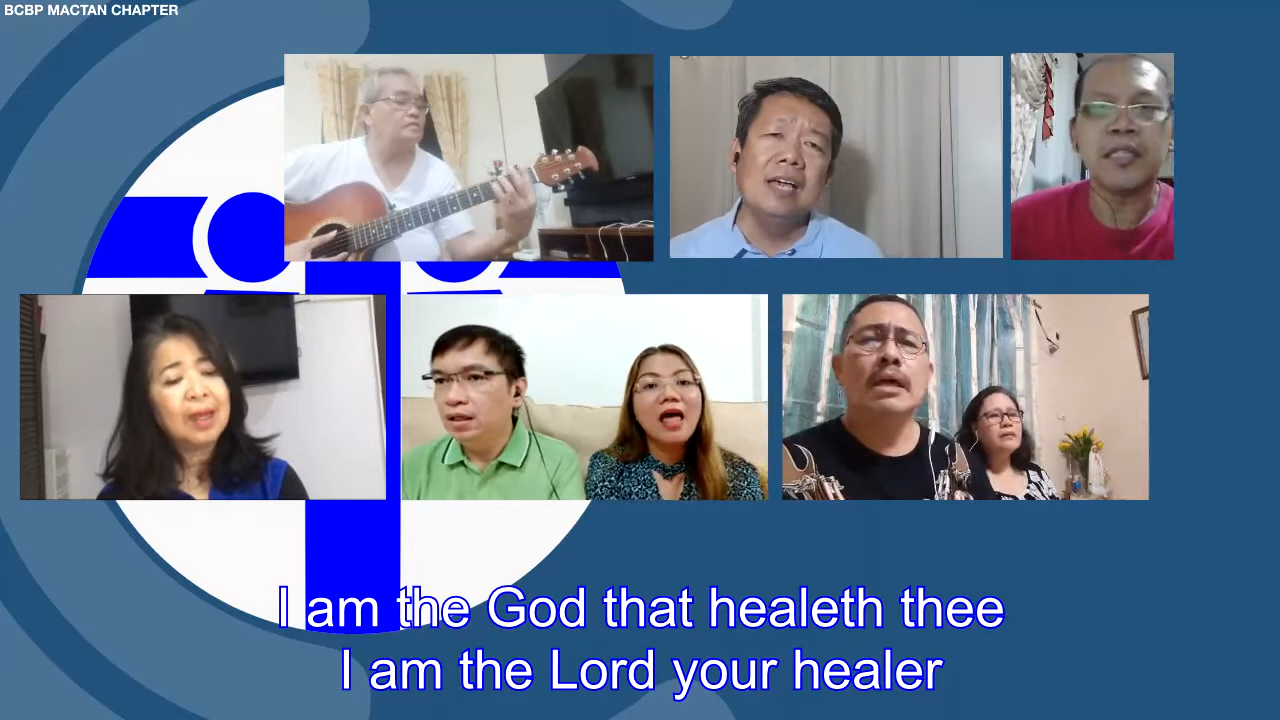 BCBP MACTAN CHAPTER
I am the God that healeth thee
I am the Lord your healer